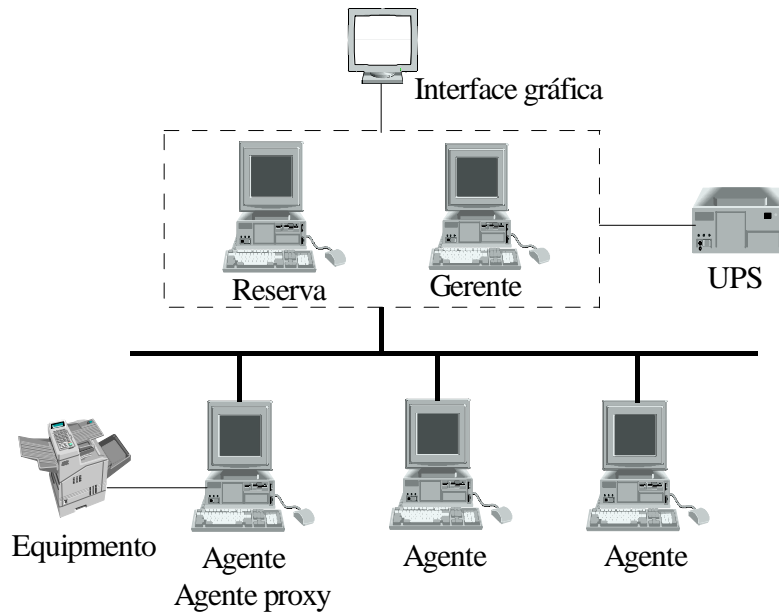 Interface gráfica
Reserva
Gerente
UPS
Equipmento
Agente
Agente proxy
Agente
Agente